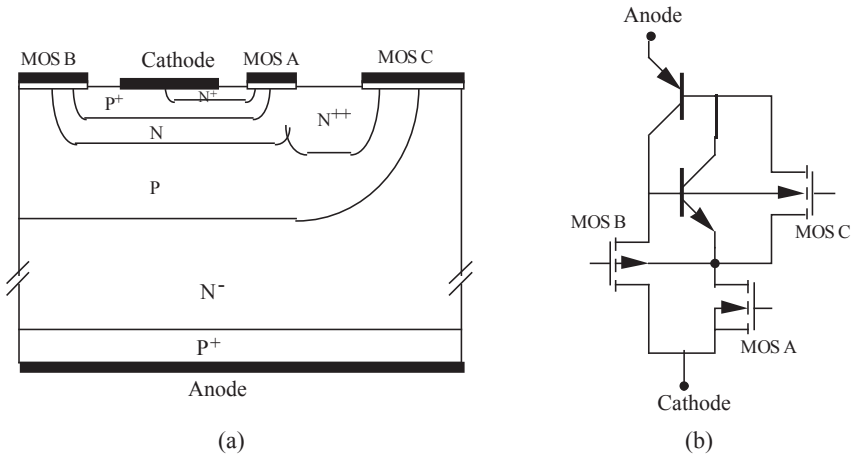 MOS B
Cathode
MOS A
MOS C
P+
N+
N
N++
P
N-
P+
Anode
(a)
Anode
MOS B
MOS C
MOS A
Cathode
(b)